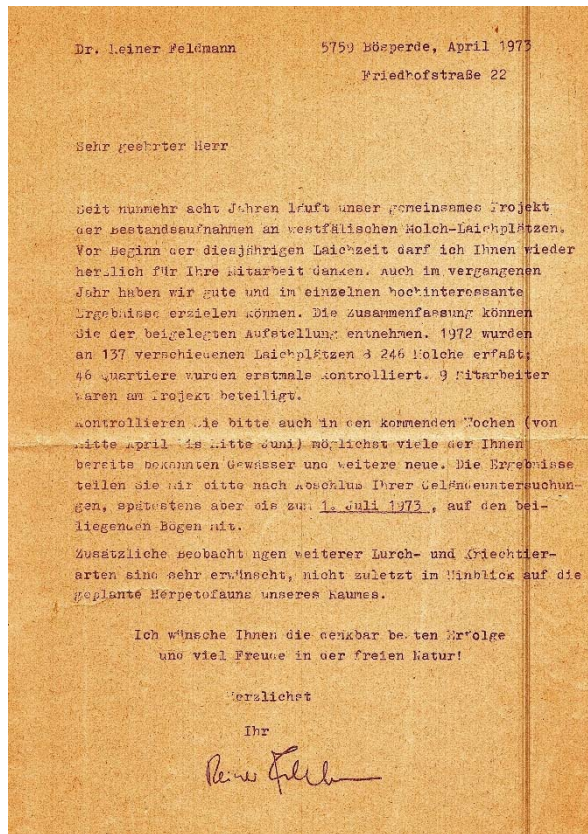 Dr. Reiner Feldmann 5759 Bösperde, April 1973
Friedhofstraße 22
Sehr geehrter Herr
Seit nunmehr acht Jahren läuft unser gemeinsames Projekt
der Bestandsaufnahmen an westfälischen Molch-Laichplätzen.
Vor Beginn der diesjährigen Laichzeit darf ich Ihnen wieder
herzlich für Ihre Mitarbeit danken. Auch im vergangenen
Jahr haben wir gute und im einzelnen hochinteressante
Ergebnisse erzielen können. Die Zusammenfassung können
Sie der beigelegten Aufstellung entnehmen. 1972 wurden
an 137 verschiedenen Laichplätzen 8 246 Molche erfaßt;
46 Quartiere wurden erstmals kontrolliert. 9 Mitarbeiter
waren am Projekt beteiligt.
Kontrollieren Sie bitte auch in den kommenden Wochen (von
Mitte April bis Mitte Juni) möglichst viele der Ihnen
bereits bekannten Gewässer und weitere neue. Die Ergebnisse
teilen Sie mir bitte nach Abschluß Ihrer Geländeuntersuchun-
gen, spätestens aber bis zum 1. Juli 1973 , auf den bei-
liegenden Bögen mit.
Zusätzliche Beobachtungen weiterer Lurch- und Kriechtier-
arten sind sehr erwünscht, nicht zuletzt im Hinblick auf die
geplante Herpetofauna unseres Raumes.
Ich wünsche Ihnen die denkbar besten Erfolge
und viel Freude in der freien Natur!
Herzlichst
Ihr
Reiner Feldmann